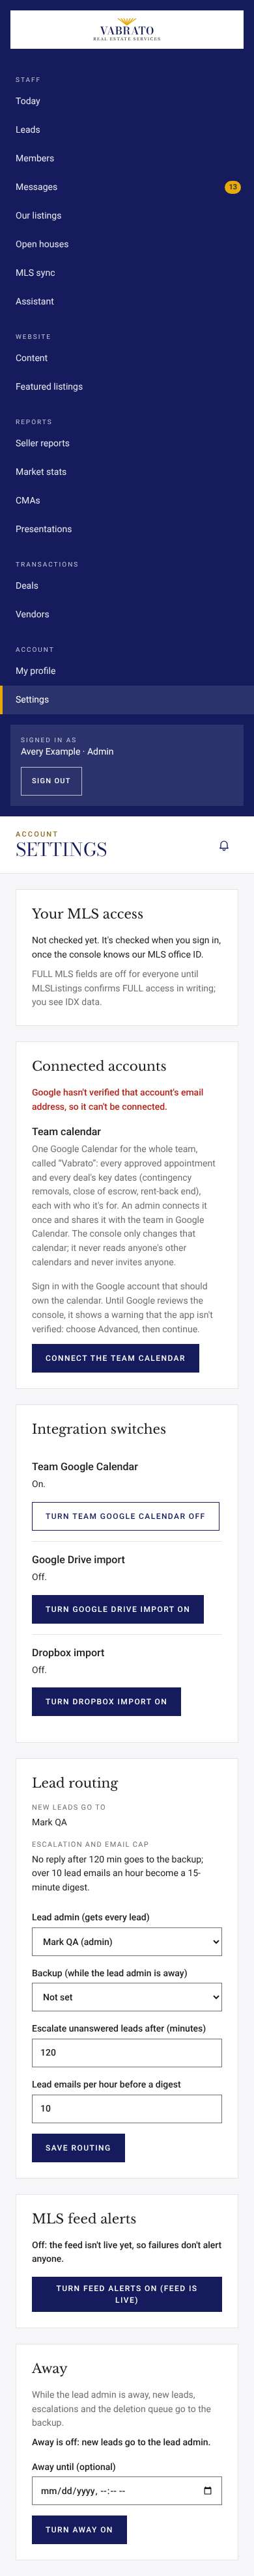 VABRATO
REAL ESTATE SERVICES
STAFF
Today
Leads
Members
Messages
13
Our listings
Open houses
MLS sync
Assistant
WEBSITE
Content
Featured listings
REPORTS
Seller reports
Market stats
CMAs
Presentations
TRANSACTIONS
Deals
Vendors
ACCOUNT
My profile
Settings
SIGNED IN AS
Avery Example · Admin
SIGN OUT
ACCOUNT
SETTINGS
Your MLS access
Not checked yet. It's checked when you sign in,
once the console knows our MLS office ID.
FULL MLS fields are off for everyone until
MLSListings confirms FULL access in writing;
you see IDX data.
Connected accounts
Google hasn't verified that account's email
address, so it can't be connected.
Team calendar
One Google Calendar for the whole team,
called “Vabrato”: every approved appointment
and every deal's key dates (contingency
removals, close of escrow, rent-back end),
each with who it's for. An admin connects it
once and shares it with the team in Google
Calendar. The console only changes that
calendar; it never reads anyone's other
calendars and never invites anyone.
Sign in with the Google account that should
own the calendar. Until Google reviews the
console, it shows a warning that the app isn't
verified: choose Advanced, then continue.
CONNECT THE TEAM CALENDAR
Integration switches
Team Google Calendar
On.
TURN TEAM GOOGLE CALENDAR OFF
Google Drive import
Off.
TURN GOOGLE DRIVE IMPORT ON
Dropbox import
Off.
TURN DROPBOX IMPORT ON
Lead routing
NEW LEADS GO TO
Mark QA
ESCALATION AND EMAIL CAP
No reply after 120 min goes to the backup;
over 10 lead emails an hour become a 15-
minute digest.
Lead admin (gets every lead)
Mark QA (admin)
Backup (while the lead admin is away)
Not set
Escalate unanswered leads after (minutes)
120
Lead emails per hour before a digest
10
SAVE ROUTING
MLS feed alerts
Off: the feed isn't live yet, so failures don't alert
anyone.
TURN FEED ALERTS ON (FEED IS
LIVE)
Away
While the lead admin is away, new leads,
escalations and the deletion queue go to the
backup.
Away is off: new leads go to the lead admin.
Away until (optional)
mm/dd/yyyy, --:-- --
TURN AWAY ON